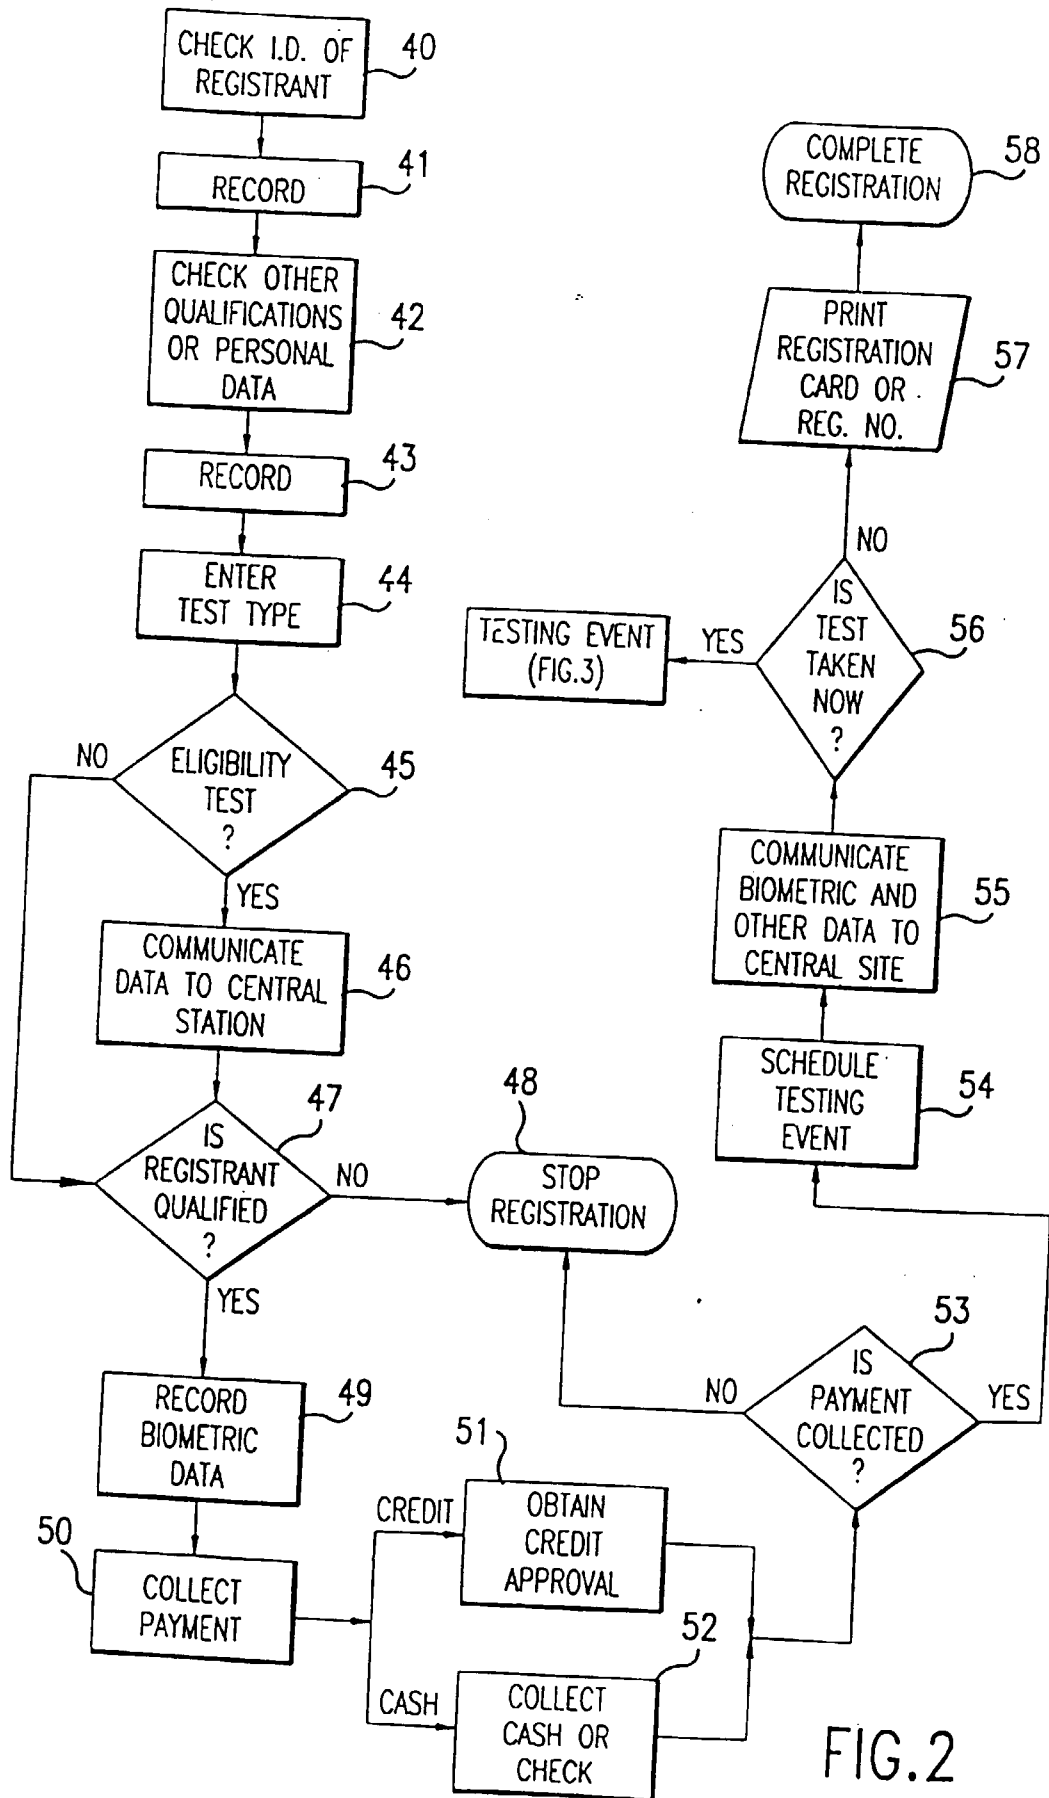 CHECK I.D. OF
REGISTRANT
40
RECORD
41
CHECK OTHER
QUALIFICATIONS
OR PERSONAL
DATA
42
RECORD
43
ENTER
TEST TYPE
44
ELIGIBILITY
TEST
?
45
NO
YES
COMMUNICATE
DATA TO CENTRAL
STATION
46
IS
REGISTRANT
QUALIFIED
?
47
NO
YES
48
STOP
REGISTRATION
RECORD
BIOMETRIC
DATA
49
50
COLLECT
PAYMENT
CREDIT
51
OBTAIN
CREDIT
APPROVAL
CASH
52
COLLECT
CASH OR
CHECK
53
IS
PAYMENT
COLLECTED
?
NO
YES
SCHEDULE
TESTING
EVENT
54
COMMUNICATE
BIOMETRIC AND
OTHER DATA TO
CENTRAL SITE
55
IS
TEST
TAKEN
NOW
?
56
YES
TESTING EVENT
(FIG.3)
NO
PRINT
REGISTRATION
CARD OR
REG. NO.
57
COMPLETE
REGISTRATION
58
FIG.2